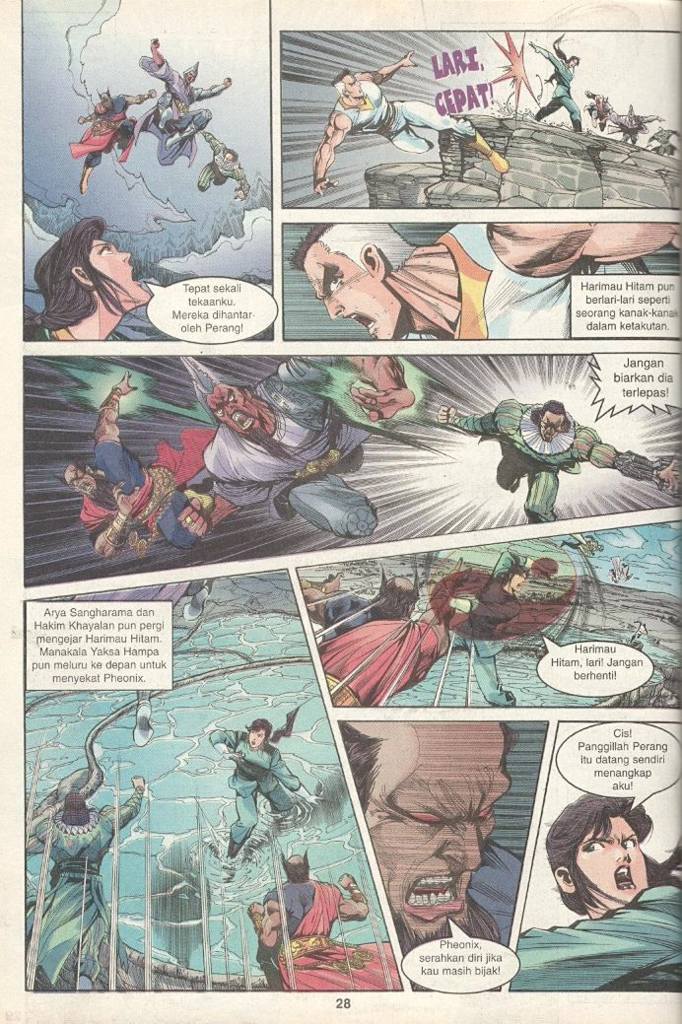 Tepat sekali
tekaanku.
Mereka dihantar
oleh Perang!
LARI,
CEPAT!
Harimau Hitam pun
berlari-lari seperti
seorang kanak-kanak
dalam ketakutan.
Jangan
biarkan dia
terlepas!
Arya Sangharama dan
Hakim Khayalan pun pergi
mengejar Harimau Hitam.
Manakala Yaksa Hampa
pun meluru ke depan untuk
menyekat Pheonix.
Harimau
Hitam, lari! Jangan
berhenti!
Pheonix,
serahkan diri jika
kau masih bijak!
Cis!
Panggillah Perang
itu datang sendiri
menangkap
aku!
28